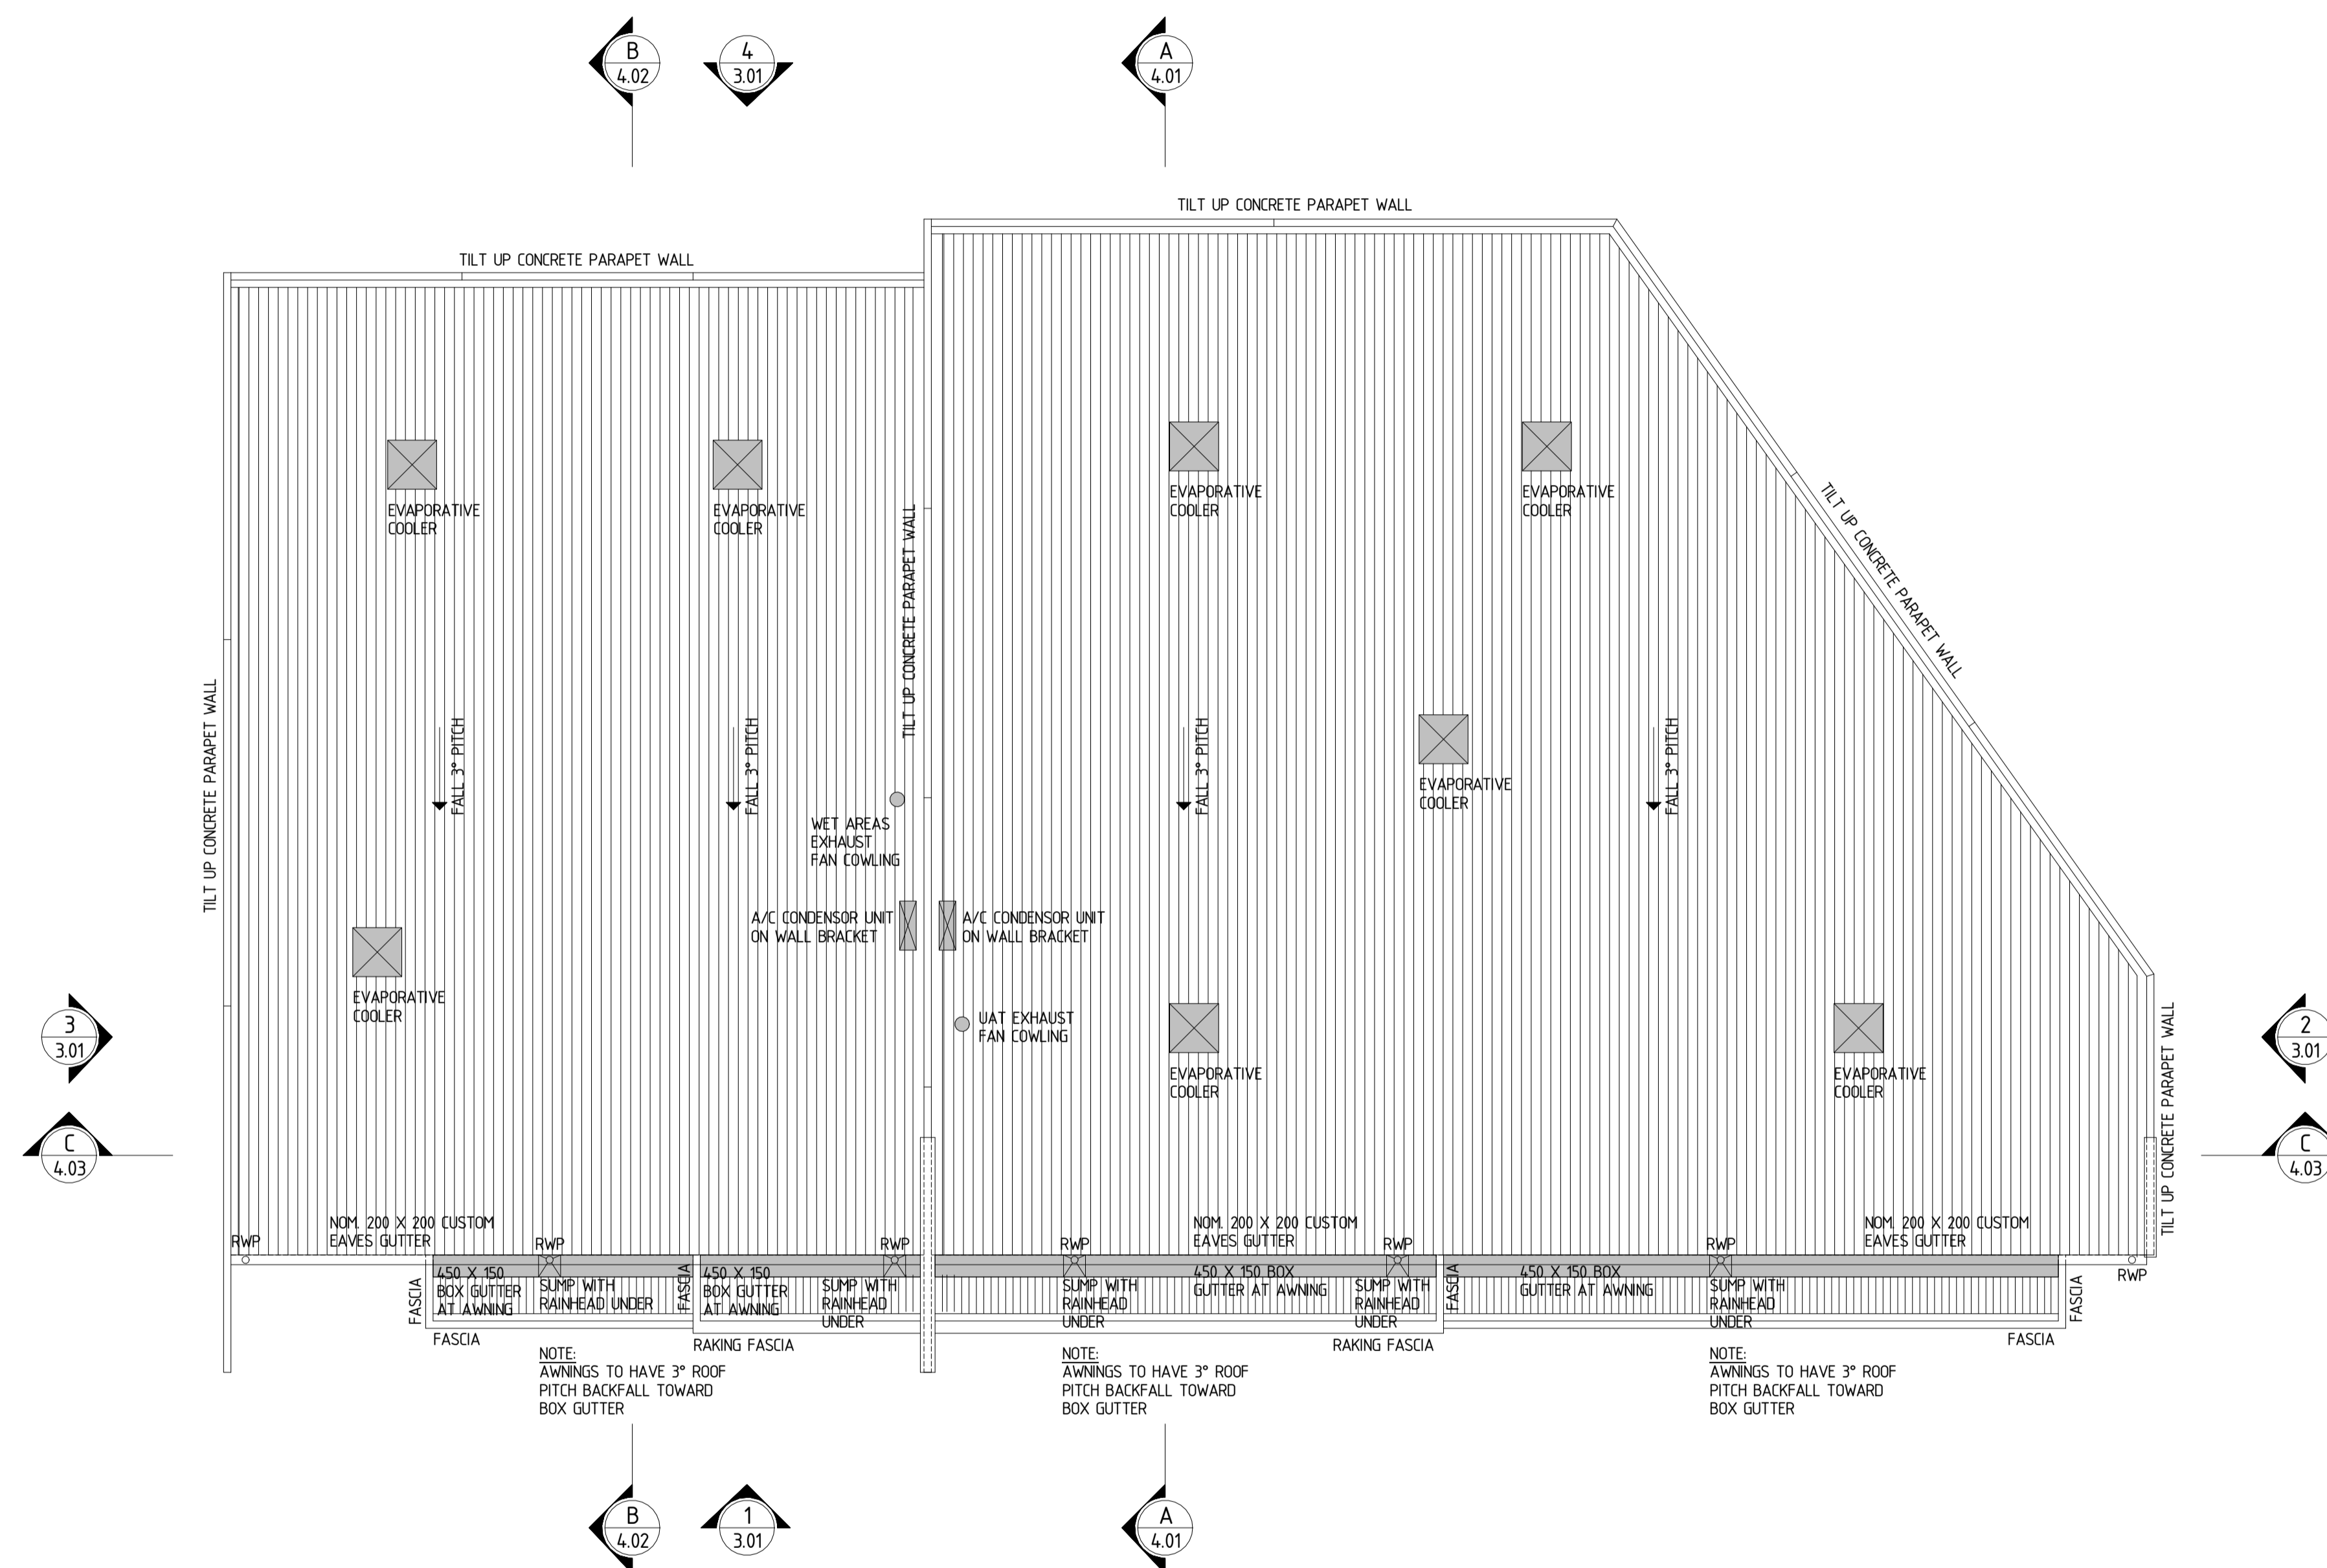 B
4.02
4
3.01
A
4.01
TILT UP CONCRETE PARAPET WALL
TILT UP CONCRETE PARAPET WALL
EVAPORATIVE
COOLER
EVAPORATIVE
COOLER
EVAPORATIVE
COOLER
EVAPORATIVE
COOLER
TILT UP CONCRETE PARAPET WALL
TILT UP CONCRETE PARAPET WALL
TILT UP CONCRETE PARAPET WALL
FALL 3° PITCH
FALL 3° PITCH
FALL 3° PITCH
FALL 3° PITCH
EVAPORATIVE
COOLER
WET AREAS
EXHAUST
FAN COWLING
A/C CONDENSOR UNIT
ON WALL BRACKET
A/C CONDENSOR UNIT
ON WALL BRACKET
EVAPORATIVE
COOLER
UAT EXHAUST
FAN COWLING
EVAPORATIVE
COOLER
EVAPORATIVE
COOLER
3
3.01
2
3.01
C
4.03
C
4.03
TILT UP CONCRETE PARAPET WALL
NOM. 200 X 200 CUSTOM
EAVES GUTTER
NOM. 200 X 200 CUSTOM
EAVES GUTTER
NOM. 200 X 200 CUSTOM
EAVES GUTTER
RWP
RWP
RWP
RWP
RWP
RWP
RWP
FASCIA
450 X 150
BOX GUTTER
AT AWNING
SUMP WITH
RAINHEAD UNDER
FASCIA
450 X 150
BOX GUTTER
AT AWNING
SUMP WITH
RAINHEAD
UNDER
SUMP WITH
RAINHEAD
UNDER
450 X 150 BOX
GUTTER AT AWNING
SUMP WITH
RAINHEAD
UNDER
FASCIA
450 X 150 BOX
GUTTER AT AWNING
SUMP WITH
RAINHEAD
UNDER
FASCIA
FASCIA
RAKING FASCIA
RAKING FASCIA
FASCIA
NOTE:
AWNINGS TO HAVE 3° ROOF
PITCH BACKFALL TOWARD
BOX GUTTER
NOTE:
AWNINGS TO HAVE 3° ROOF
PITCH BACKFALL TOWARD
BOX GUTTER
NOTE:
AWNINGS TO HAVE 3° ROOF
PITCH BACKFALL TOWARD
BOX GUTTER
B
4.02
1
3.01
A
4.01